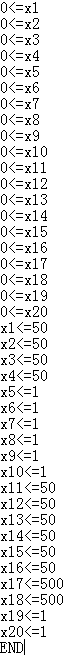 0<=x1
0<=x2
0<=x3
0<=x4
0<=x5
0<=x6
0<=x7
0<=x8
0<=x9
0<=x10
0<=x11
0<=x12
0<=x13
0<=x14
0<=x15
0<=x16
0<=x17
0<=x18
0<=x19
0<=x20
x1<=50
x2<=50
x3<=50
x4<=50
x5<=1
x6<=1
x7<=1
x8<=1
x9<=1
x10<=1
x11<=50
x12<=50
x13<=50
x14<=50
x15<=50
x16<=50
x17<=500
x18<=500
x19<=1
x20<=1
END